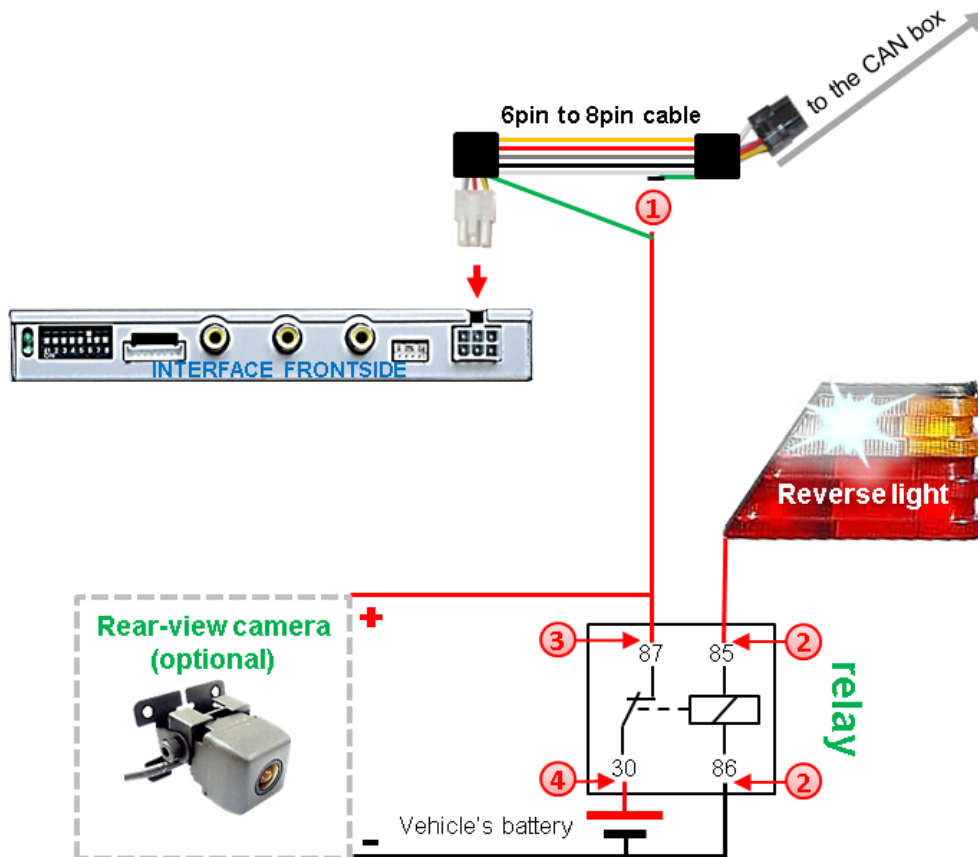 to the CAN box
6pin to 8pin cable
1
INTERFACE FRONTSIDE
Reverse light
Rear-view camera
(optional)
+
3
2
87
85
relay
30
86
4
2
Vehicle's battery
-